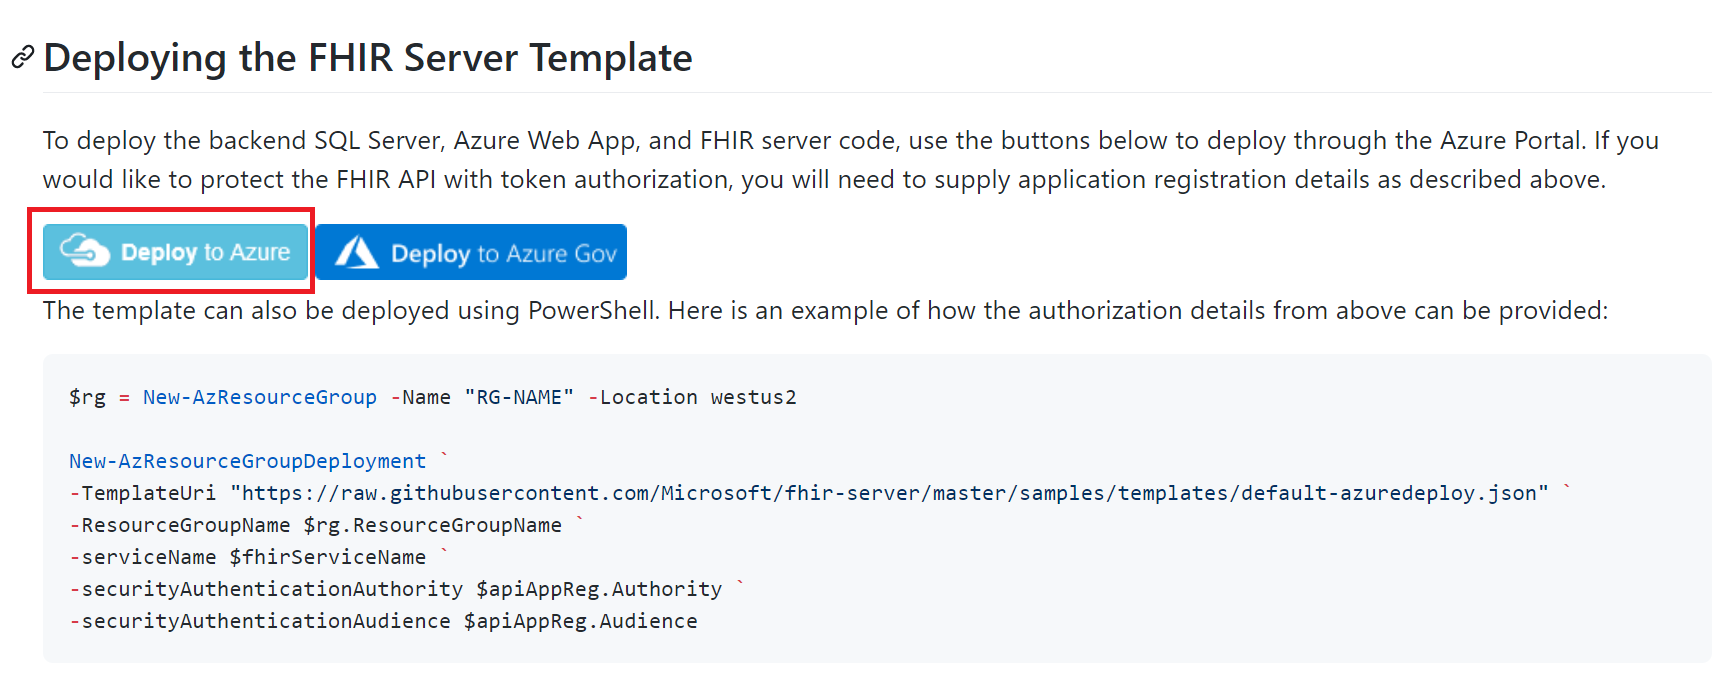 Deploying the FHIR Server Template
To deploy the backend SQL Server, Azure Web App, and FHIR server code, use the buttons below to deploy through the Azure Portal. If you
would like to protect the FHIR API with token authorization, you will need to supply application registration details as described above.
Deploy to Azure Deploy to Azure Gov
The template can also be deployed using PowerShell. Here is an example of how the authorization details from above can be provided:
$rg = New-AzResourceGroup -Name "RG-NAME" -Location westus2
New-AzResourceGroupDeployment `
-TemplateUri "https://raw.githubusercontent.com/Microsoft/fhir-server/master/samples/templates/default-azuredeploy.json" `
-ResourceGroupName $rg.ResourceGroupName `
-serviceName $fhirServiceName `
-securityAuthenticationAuthority $apiAppReg.Authority `
-securityAuthenticationAudience $apiAppReg.Audience